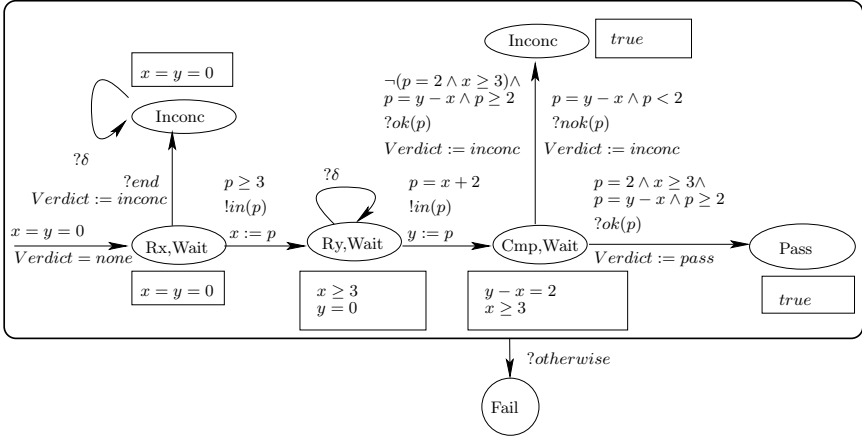 Inconc
true
x = y = 0
Inconc
?δ
?end
Verdict := inconc
¬(p = 2 ∧ x ≥ 3)∧
p = y − x ∧ p ≥ 2
?ok(p)
Verdict := inconc
p = y − x ∧ p < 2
?nok(p)
Verdict := inconc
x = y = 0
Verdict = none
Rx,Wait
x = y = 0
p ≥ 3
!in(p)
x := p
?δ
Ry,Wait
x ≥ 3
y = 0
p = x + 2
!in(p)
y := p
Cmp,Wait
y − x = 2
x ≥ 3
p = 2 ∧ x ≥ 3∧
p = y − x ∧ p ≥ 2
?ok(p)
Verdict := pass
Pass
true
?otherwise
Fail